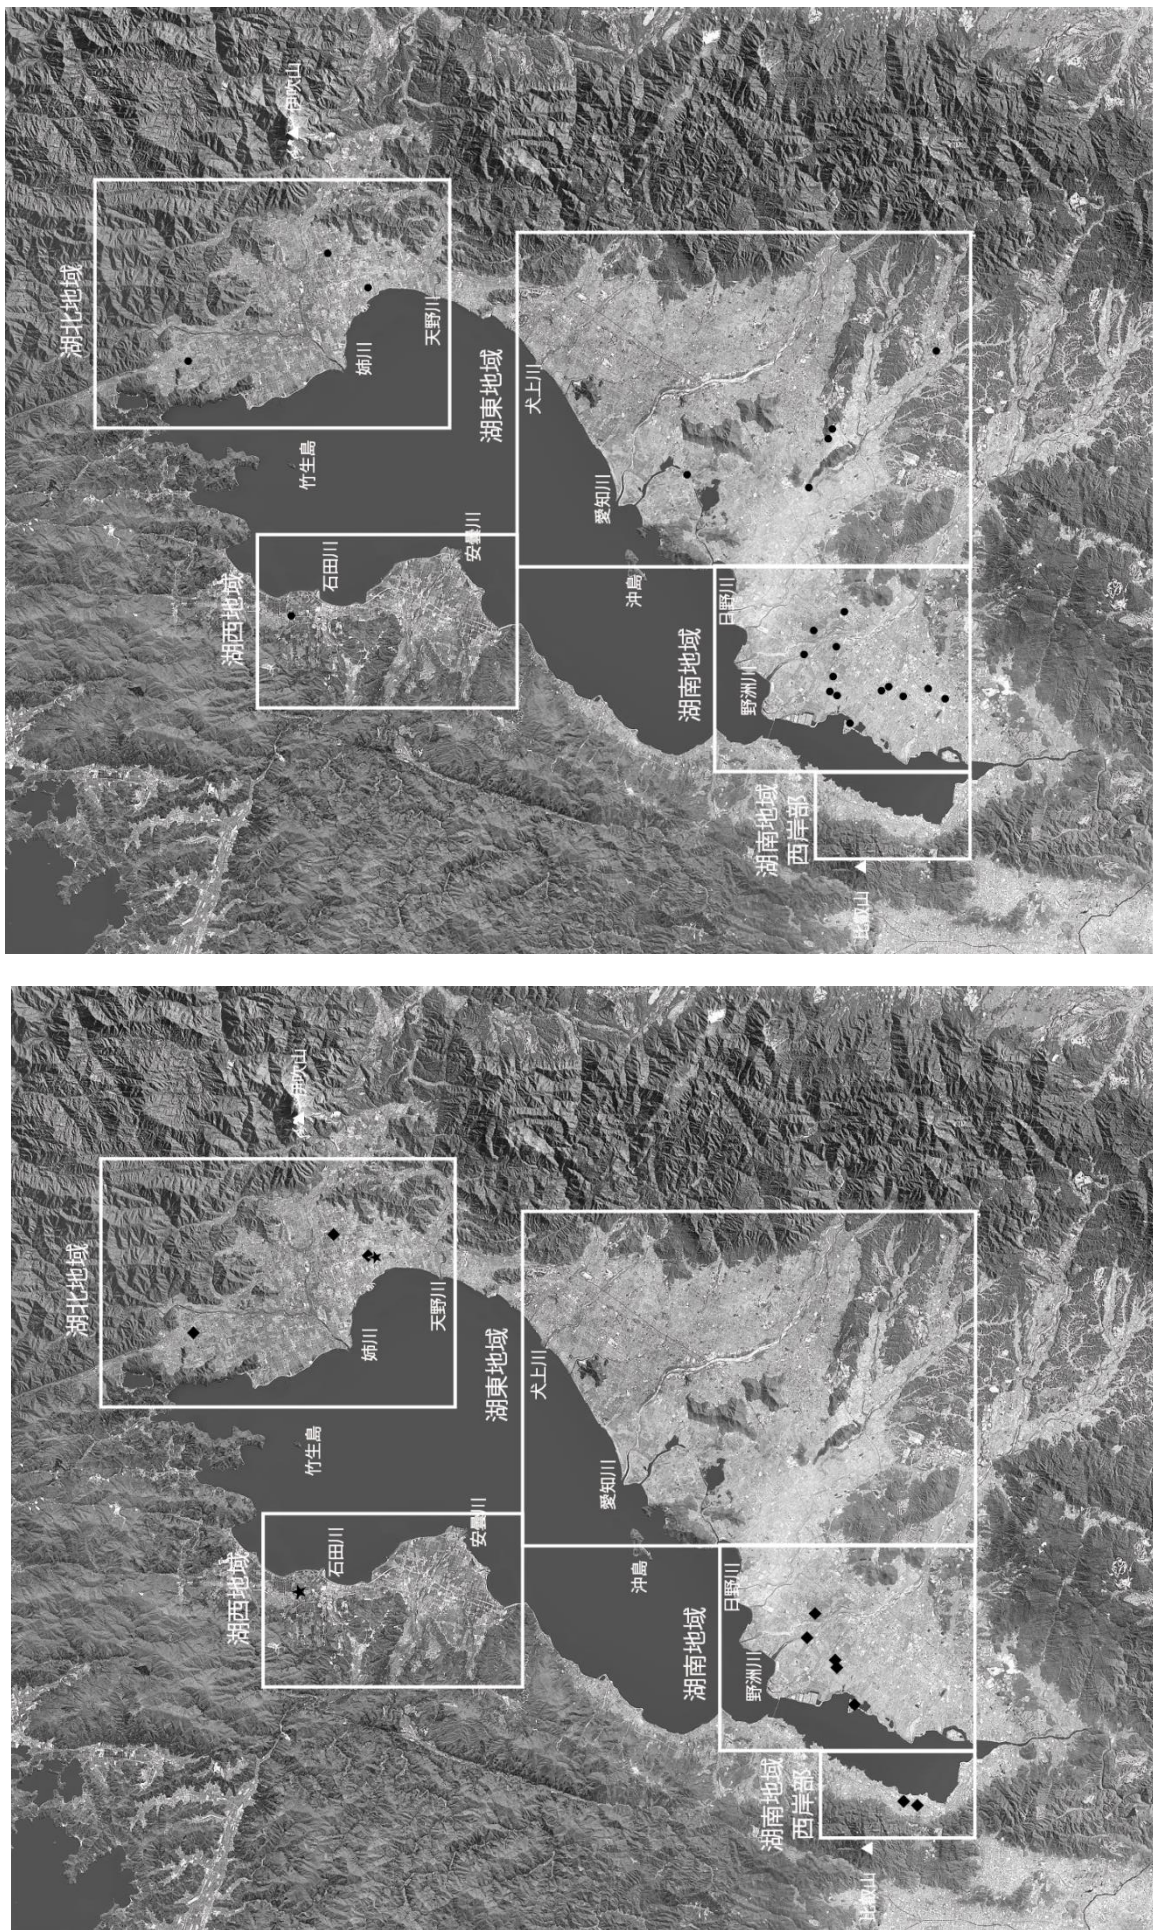 伊吹山
湖北地域
天野川
姉川
竹生島
湖東地域
犬上川
愛知川
安曇川
石田川
湖西地域
沖島
日野川
湖南地域
野洲川
湖南地域
西岸部
比叡山
伊吹山
湖北地域
天野川
姉川
竹生島
湖東地域
犬上川
愛知川
安曇川
石田川
湖西地域
沖島
日野川
湖南地域
野洲川
湖南地域
西岸部
比叡山